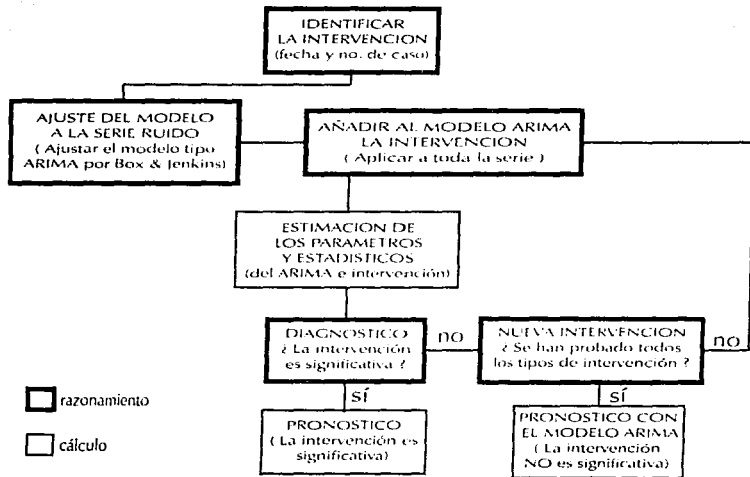 IDENTIFICAR
LA INTERVENCION
(fecha y no. de caso)
AJUSTE DEL MODELO
A LA SERIE RUIDO
( Ajustar el modelo tipo
ARIMA por Box & Jenkins)
AÑADIR AL MODELO ARIMA
LA INTERVENCION
( Aplicar a toda la serie )
ESTIMACION DE
LOS PARAMETROS
Y ESTADISTICOS
(del ARIMA e intervención)
DIAGNOSTICO
? La intervención
es significativa ?
no
NUEVA INTERVENCION
? Se han probado todos
los tipos de intervención ?
no
sí
sí
razonamiento
cálculo
PRONOSTICO
( La intervención es
significativa)
PRONOSTICO CON
EL MODELO ARIMA
( La intervención
NO es significativa)